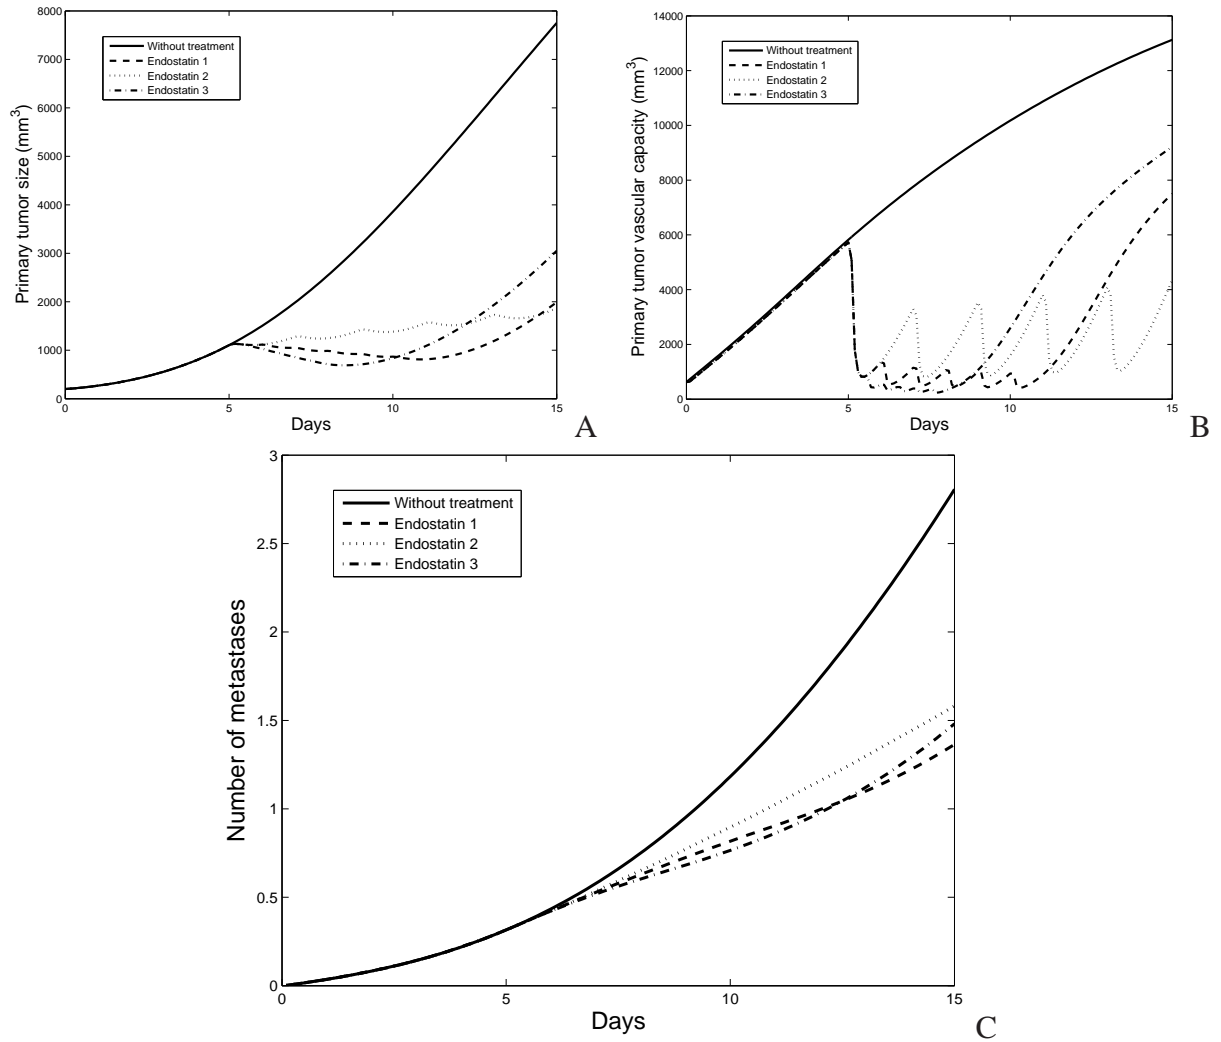 8000
7000
6000
5000
4000
3000
2000
1000
0
Primary tumor size (mm³)
Without treatment
Endostatin 1
Endostatin 2
Endostatin 3
0 5 10 15
Days
A
14000
12000
10000
8000
6000
4000
2000
0
Primary tumor vascular capacity (mm³)
Without treatment
Endostatin 1
Endostatin 2
Endostatin 3
0 5 10 15
Days
B
3
2.5
2
1.5
1
0.5
0
Number of metastases
Without treatment
Endostatin 1
Endostatin 2
Endostatin 3
0 5 10 15
Days
C